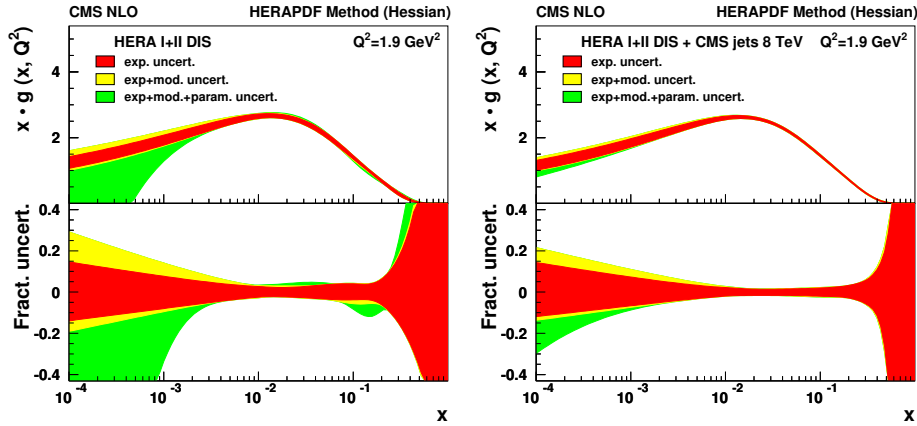 CMS NLO HERAPDF Method (Hessian)
HERA I+II DIS Q²=1.9 GeV²
exp. uncert.
exp+mod. uncert.
exp+mod.+param. uncert.
x • g (x, Q²)
4
2
Fract. uncert.
0.4
0.2
0
-0.2
-0.4
10⁻⁴ 10⁻³ 10⁻² 10⁻¹
x
CMS NLO HERAPDF Method (Hessian)
HERA I+II DIS + CMS jets 8 TeV Q²=1.9 GeV²
exp. uncert.
exp+mod. uncert.
exp+mod.+param. uncert.
x • g (x, Q²)
4
2
Fract. uncert.
0.4
0.2
0
-0.2
-0.4
10⁻⁴ 10⁻³ 10⁻² 10⁻¹
x